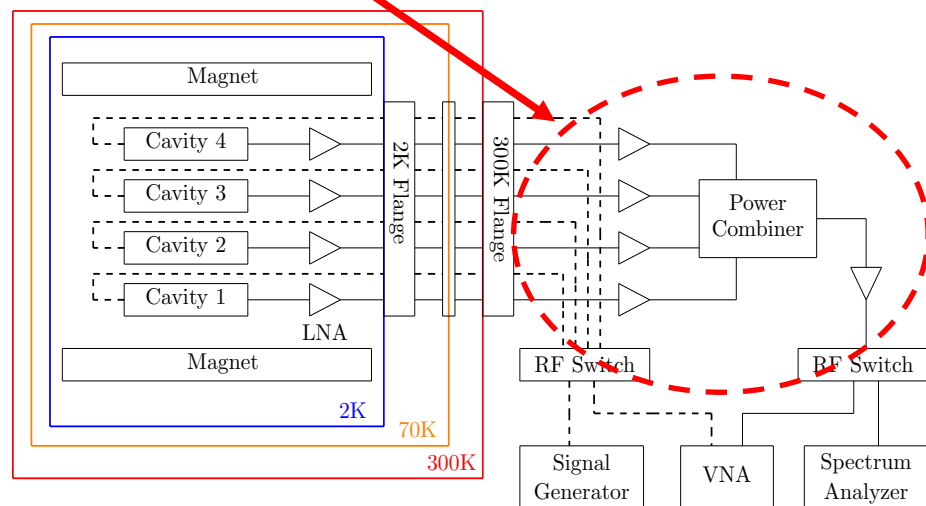 Magnet
Cavity 4
Cavity 3
Cavity 2
Cavity 1
LNA
Magnet
2K
70K
300K
2K Flange
300K Flange
Power
Combiner
RF Switch
RF Switch
Signal
Generator
VNA
Spectrum
Analyzer